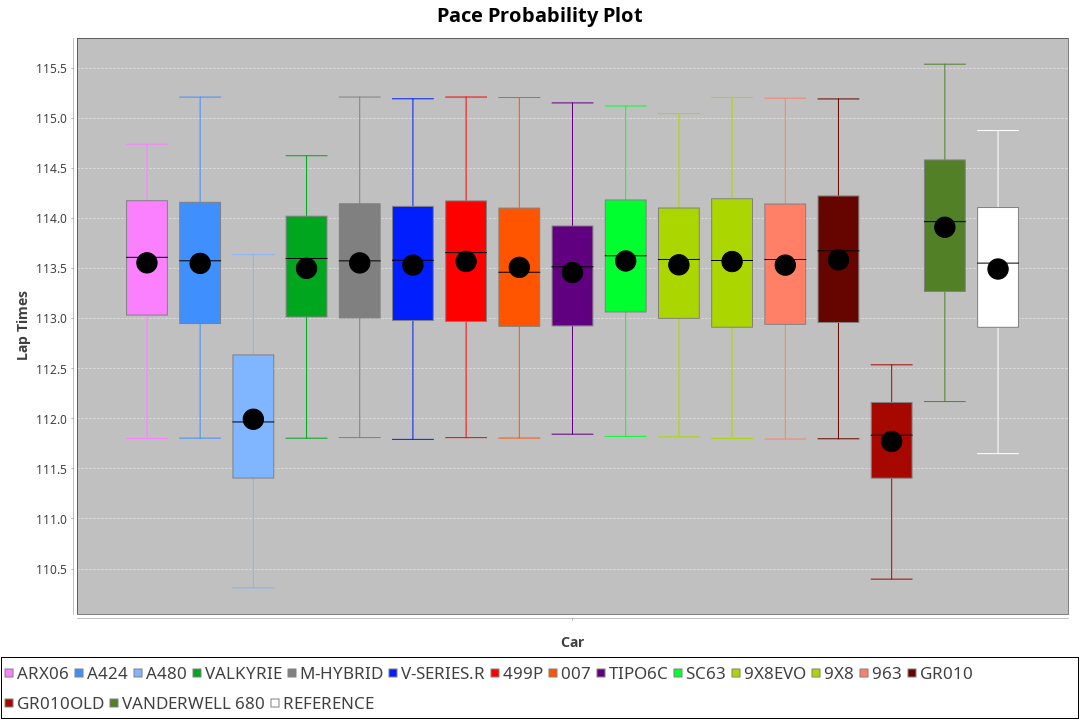 Pace Probability Plot
115.5
115.0
114.5
114.0
113.5
113.0
112.5
112.0
111.5
111.0
110.5
Lap Times
Car
ARX06 A424 A480 VALKYRIE M-HYBRID V-SERIES.R 499P 007 TIPO6C SC63 9X8EVO 9X8 963 GR010
GR010OLD VANDERWELL 680 REFERENCE